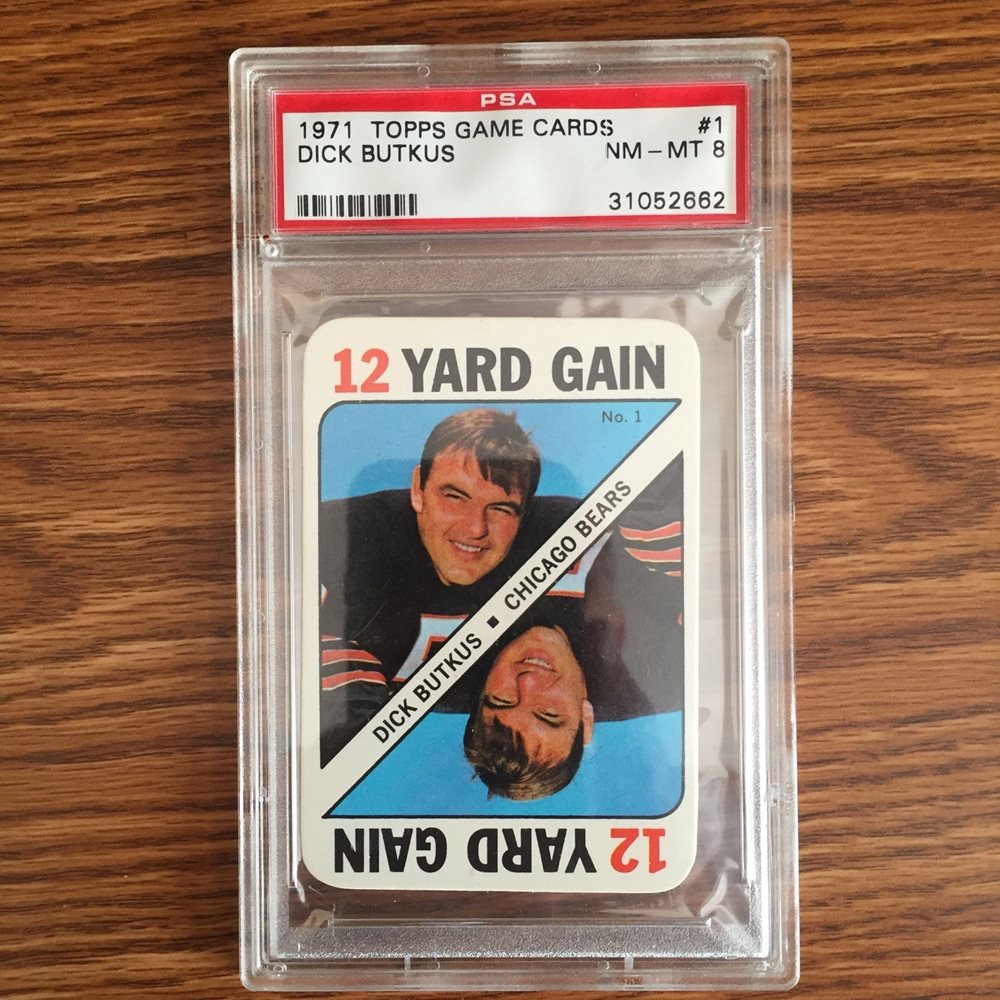 PSA
1971 TOPPS GAME CARDS #1
DICK BUTKUS NM-MT 8
31052662
12 YARD GAIN
No. 1
DICK BUTKUS ▪ CHICAGO BEARS
12 YARD GAIN